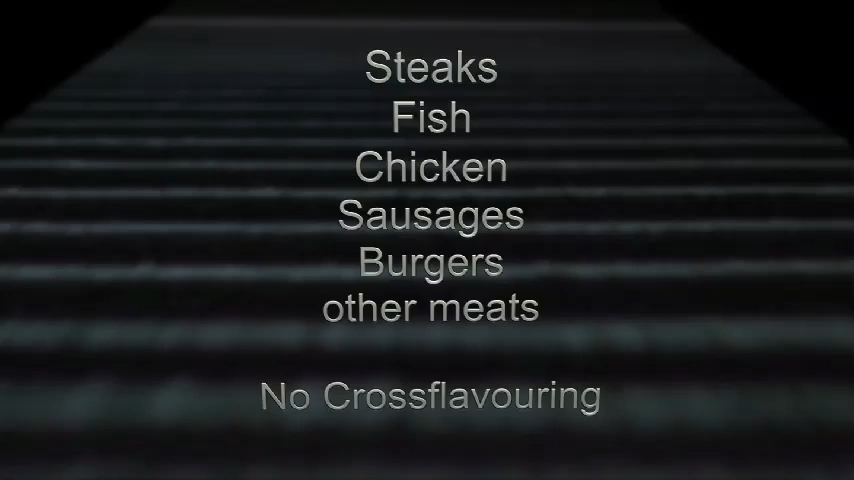 Steaks
Fish
Chicken
Sausages
Burgers
other meats
No Crossflavouring